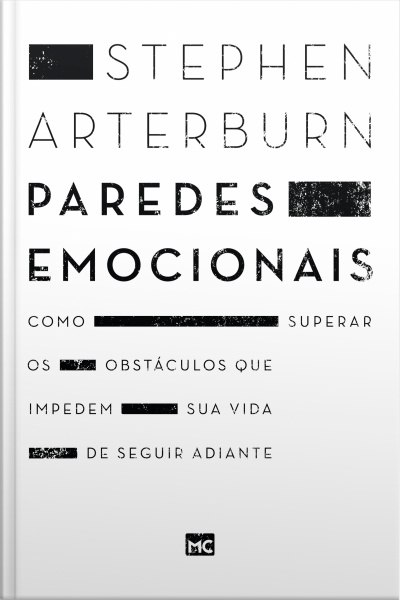 STEPHEN
ARTERBURN
PAREDES
EMOCIONAIS
COMO SUPERAR
OS OBSTÁCULOS QUE
IMPEDEM SUA VIDA
DE SEGUIR ADIANTE
MC